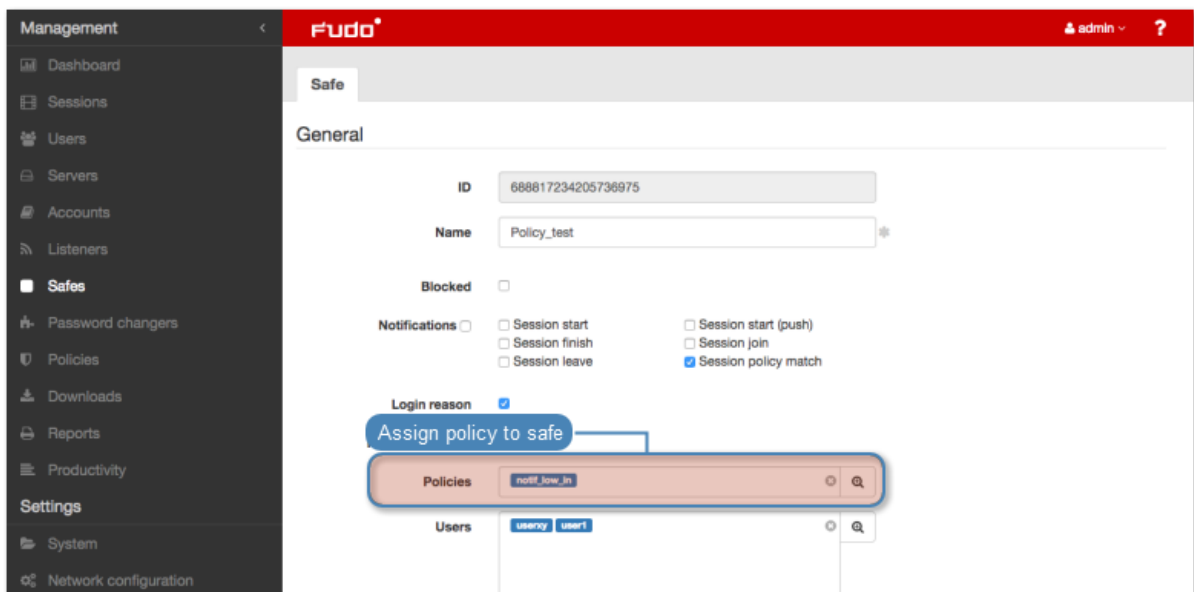 Management
Fudo
admin
?
Dashboard
Sessions
Users
Servers
Accounts
Listeners
Safes
Password changers
Policies
Downloads
Reports
Productivity
Settings
System
Network configuration
Safe
General
ID 688817234205736975
Name Policy_test *
Blocked
Notifications
Session start Session start (push)
Session finish Session join
Session leave Session policy match
Login reason
Assign policy to safe
Policies notif_low_in
Users userxy user1